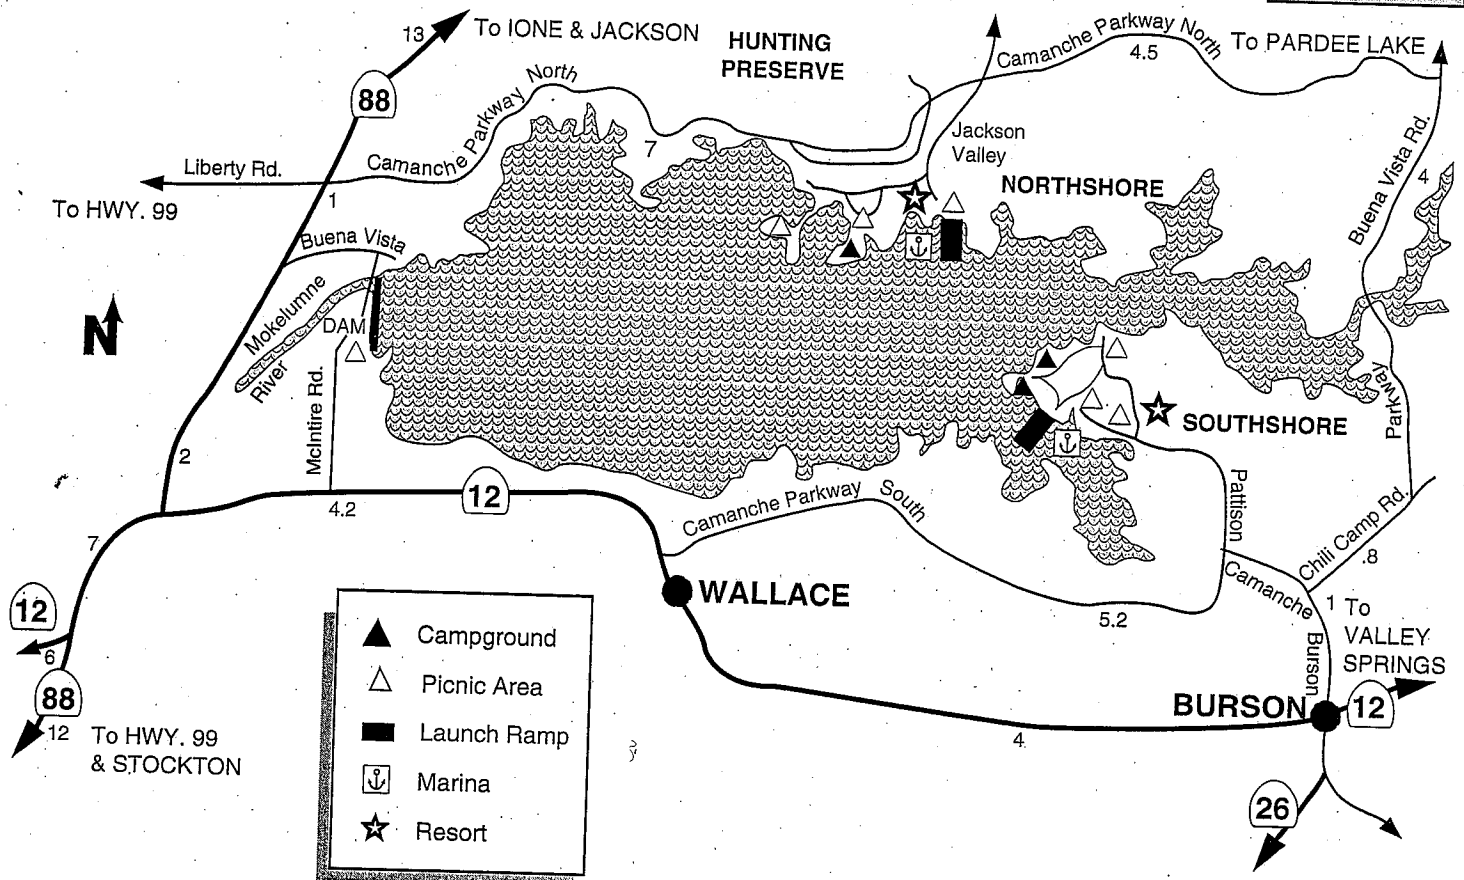 13
To IONE & JACKSON
HUNTING
PRESERVE
Camanche Parkway North
4.5
To PARDEE LAKE
88
Camanche Parkway North
7
Jackson
Valley
Liberty Rd.
1
To HWY. 99
NORTHSHORE
Buena Vista Rd.
4
Buena Vista
Mokelumne
River
N
DAM
McIntire Rd.
Parkway
SOUTHSHORE
2
12
4.2
Camanche Parkway South
Pattison
Chili Camp Rd.
.8
7
12
6
88
12
To HWY. 99
& STOCKTON
WALLACE
Camanche
5.2
1
To
VALLEY
SPRINGS
Burson
BURSON
12
4
26
Campground
Picnic Area
Launch Ramp
Marina
Resort